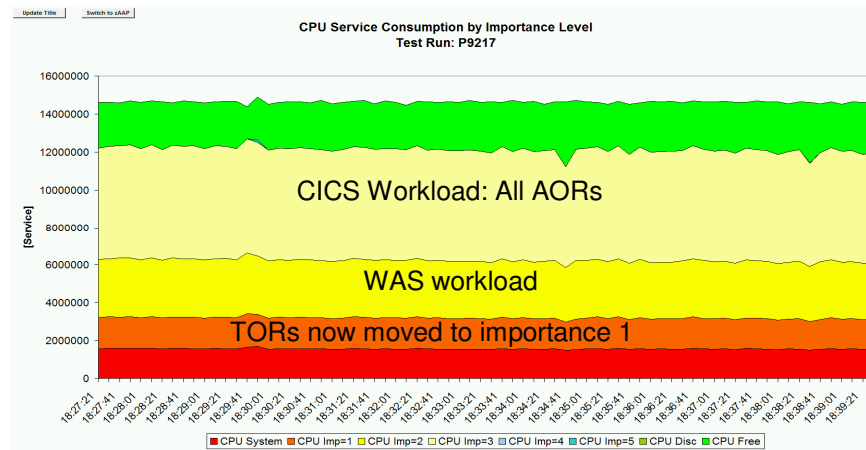 Update Title
Switch to zAAP
CPU Service Consumption by Importance Level
Test Run: P9217
16000000
14000000
12000000
10000000
8000000
6000000
4000000
2000000
0
[Service]
CICS Workload: All AORs
WAS workload
TORs now moved to importance 1
18:27:21
18:27:41
18:28:01
18:28:21
18:28:41
18:29:01
18:29:21
18:29:41
18:30:01
18:30:21
18:30:41
18:31:01
18:31:21
18:31:41
18:32:01
18:32:21
18:32:41
18:33:01
18:33:21
18:33:41
18:34:01
18:34:21
18:34:41
18:35:01
18:35:21
18:35:41
18:36:01
18:36:21
18:36:41
18:37:01
18:37:21
18:37:41
18:38:01
18:38:21
18:38:41
18:39:01
18:39:21
CPU System
CPU Imp=1
CPU Imp=2
CPU Imp=3
CPU Imp=4
CPU Imp=5
CPU Disc
CPU Free